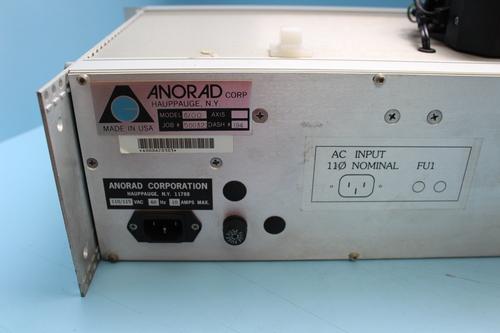 ANORAD CORP
HAUPPAUGE, N.Y.
MODEL AXIS
JOB # DASH #
MADE IN USA
ANORAD CORPORATION
HAUPPAUGE, N.Y. 11788
VAC Hz AMPS MAX.
AC INPUT
110 NOMINAL FU1